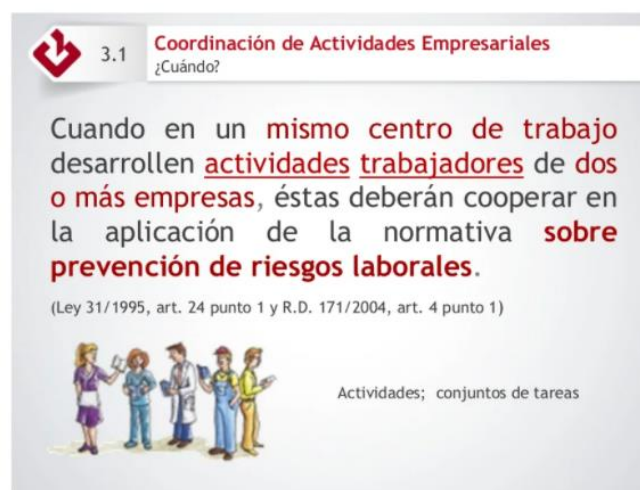 3.1
Coordinación de Actividades Empresariales
¿Cuándo?
Cuando en un mismo centro de trabajo
desarrollen actividades trabajadores de dos
o más empresas, éstas deberán cooperar en
la aplicación de la normativa sobre
prevención de riesgos laborales.
(Ley 31/1995, art. 24 punto 1 y R.D. 171/2004, art. 4 punto 1)
Actividades; conjuntos de tareas